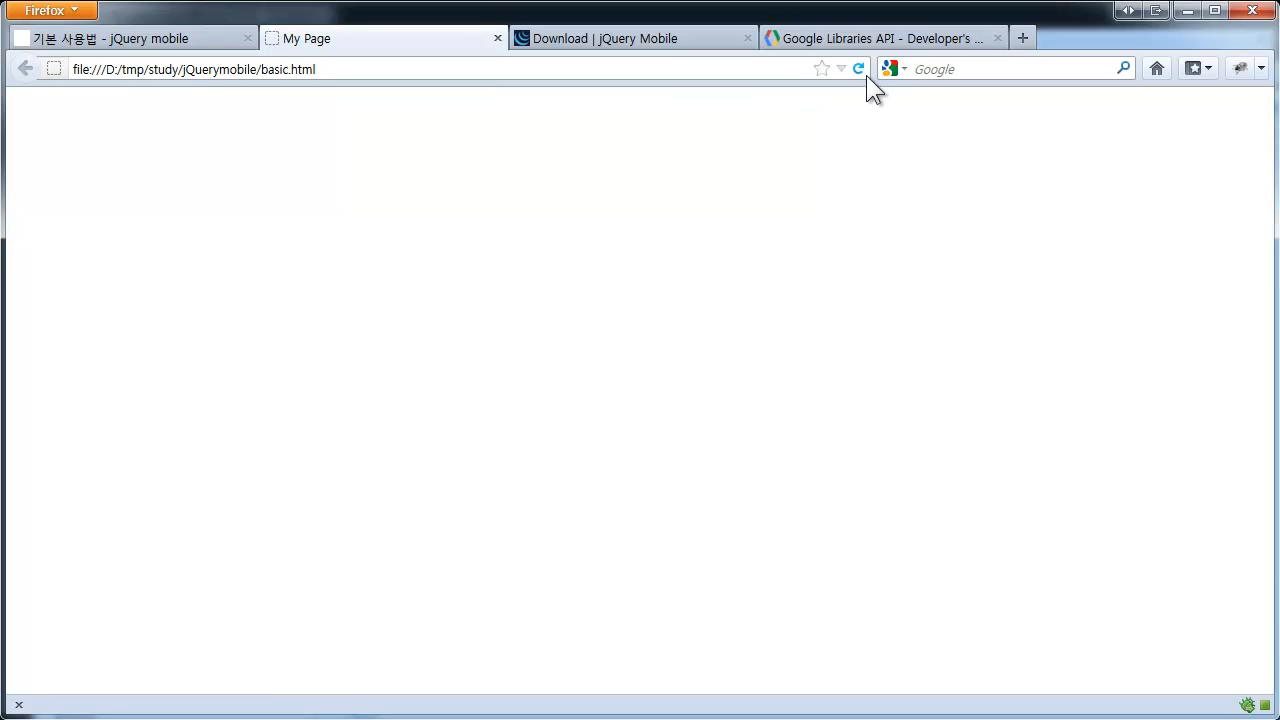 Firefox
기본 사용법 - jQuery mobile
My Page
Download | jQuery Mobile
Google Libraries API - Developer's ...
file:///D:/tmp/study/jQuerymobile/basic.html
Google